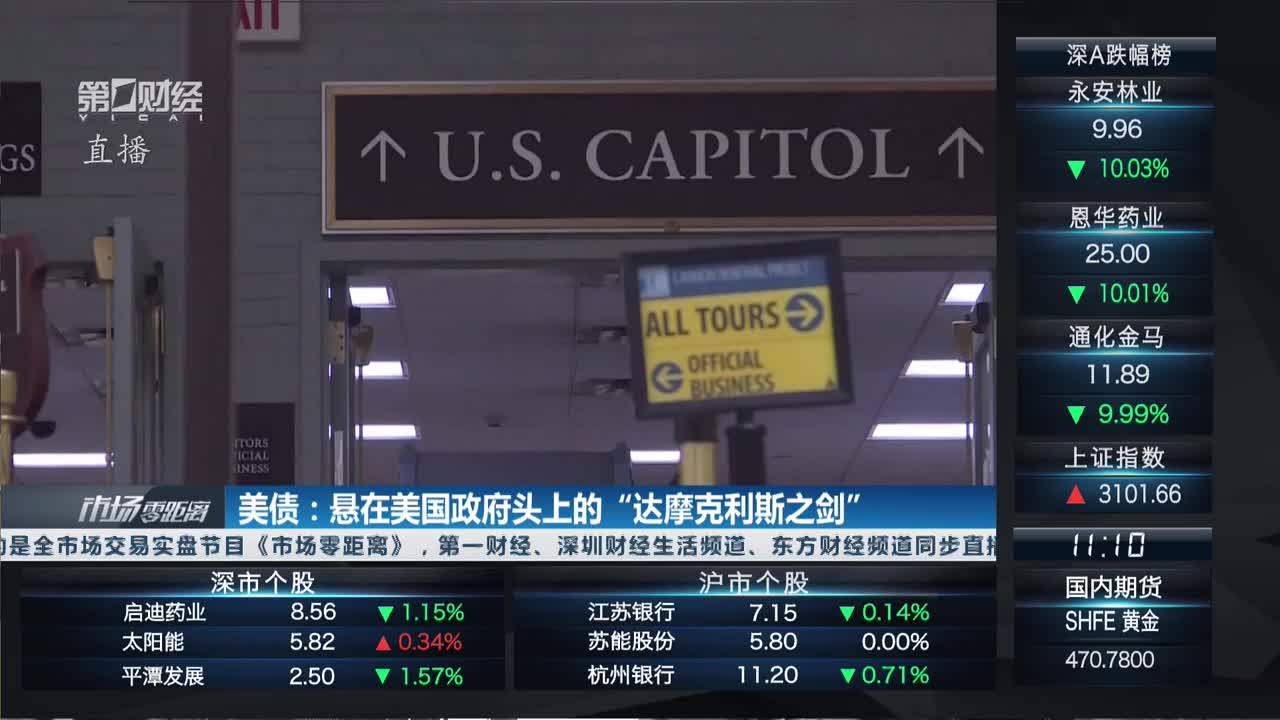 第一财经
YICAI
直播
GS
↑ U.S. CAPITOL ↑
ALL TOURS
OFFICIAL
BUSINESS
ITORS
ICIAL
SINESS
市场零距离
美债：悬在美国政府头上的“达摩克利斯之剑”
的是全市场交易实盘节目《市场零距离》，第一财经、深圳财经生活频道、东方财经频道同步直播
深市个股
启迪药业 8.56 ▼ 1.15%
太阳能 5.82 ▲ 0.34%
平潭发展 2.50 ▼ 1.57%
沪市个股
江苏银行 7.15 ▼ 0.14%
苏能股份 5.80 0.00%
杭州银行 11.20 ▼ 0.71%
深A跌幅榜
永安林业
9.96
▼ 10.03%
恩华药业
25.00
▼ 10.01%
通化金马
11.89
▼ 9.99%
上证指数
▲ 3101.66
11:10
国内期货
SHFE 黄金
470.7800